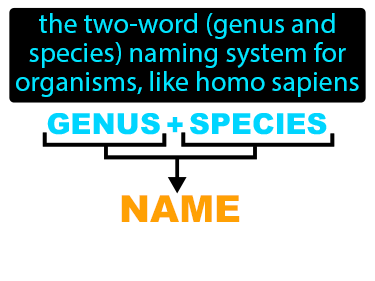 the two-word (genus and
species) naming system for
organisms, like homo sapiens
GENUS + SPECIES
NAME